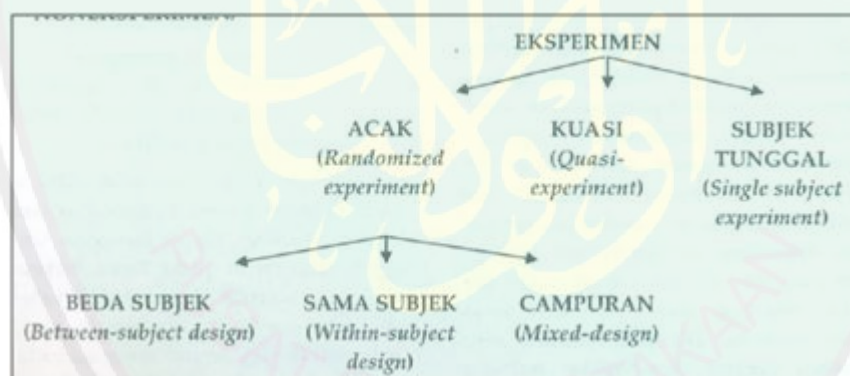 EKSPERIMEN
ACAK
(Randomized
experiment)
KUASI
(Quasi-
experiment)
SUBJEK
TUNGGAL
(Single subject
experiment)
BEDA SUBJEK
(Between-subject design)
SAMA SUBJEK
(Within-subject
design)
CAMPURAN
(Mixed-design)